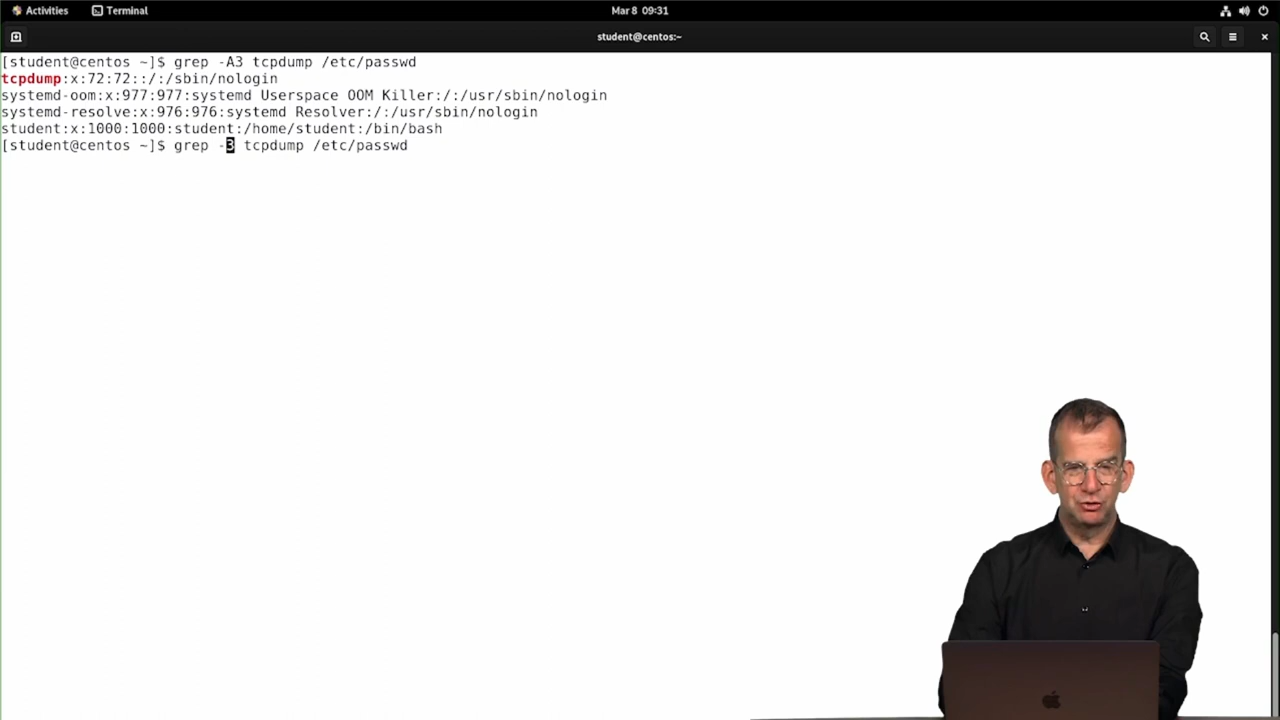 Activities
Terminal
Mar 8 09:31
student@centos:~
[student@centos ~]$ grep -A3 tcpdump /etc/passwd
tcpdump:x:72:72::/:/sbin/nologin
systemd-oom:x:977:977:systemd Userspace OOM Killer:/:/usr/sbin/nologin
systemd-resolve:x:976:976:systemd Resolver:/:/usr/sbin/nologin
student:x:1000:1000:student:/home/student:/bin/bash
[student@centos ~]$ grep -3 tcpdump /etc/passwd